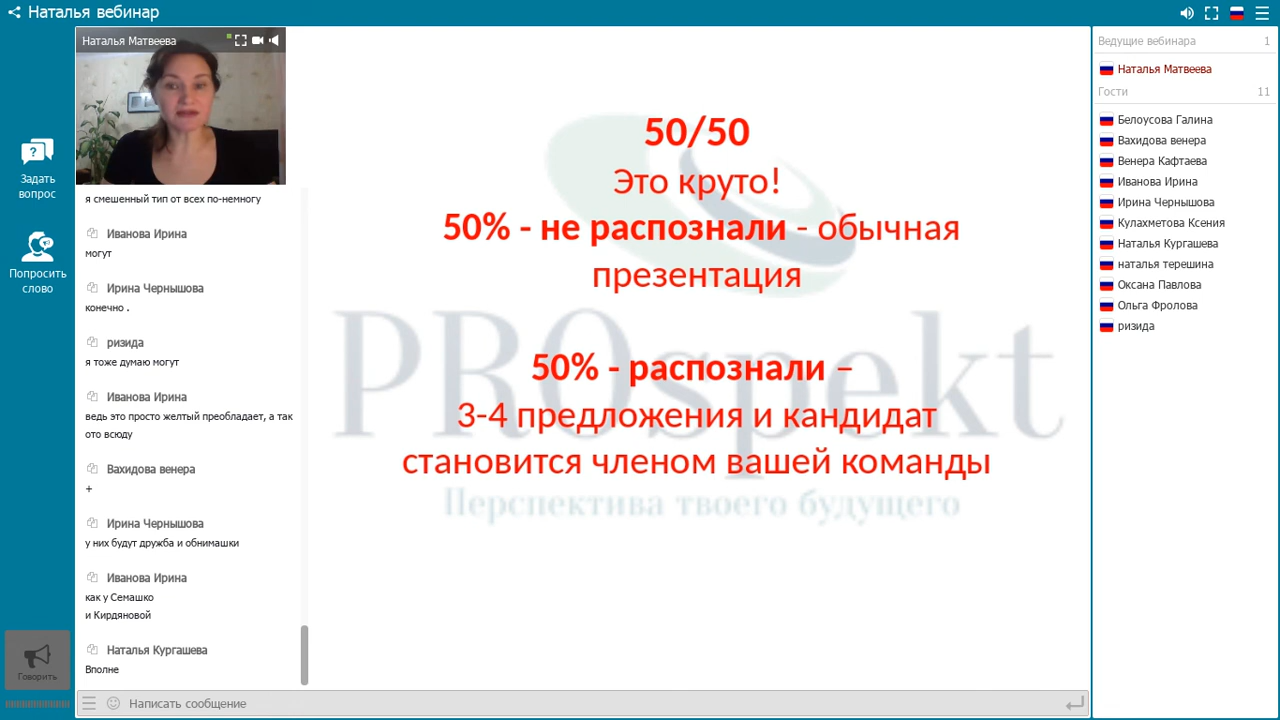 Наталья вебинар
Наталья Матвеева
Задать
вопрос
Попросить
слово
Говорить
я смешенный тип от всех по-немногу
Иванова Ирина
могут
Ирина Чернышова
конечно .
ризида
я тоже думаю могут
Иванова Ирина
ведь это просто желтый преобладает, а так
ото всюду
Вахидова венера
+
Ирина Чернышова
у них будут дружба и обнимашки
Иванова Ирина
как у Семашко
и Кирдяновой
Наталья Кургашева
Вполне
Написать сообщение
50/50
Это круто!
50% - не распознали - обычная
презентация
50% - распознали –
3-4 предложения и кандидат
становится членом вашей команды
PROspekt
Перспектива твоего будущего
Ведущие вебинара 1
Наталья Матвеева
Гости 11
Белоусова Галина
Вахидова венера
Венера Кафтаева
Иванова Ирина
Ирина Чернышова
Кулахметова Ксения
Наталья Кургашева
наталья терешина
Оксана Павлова
Ольга Фролова
ризида